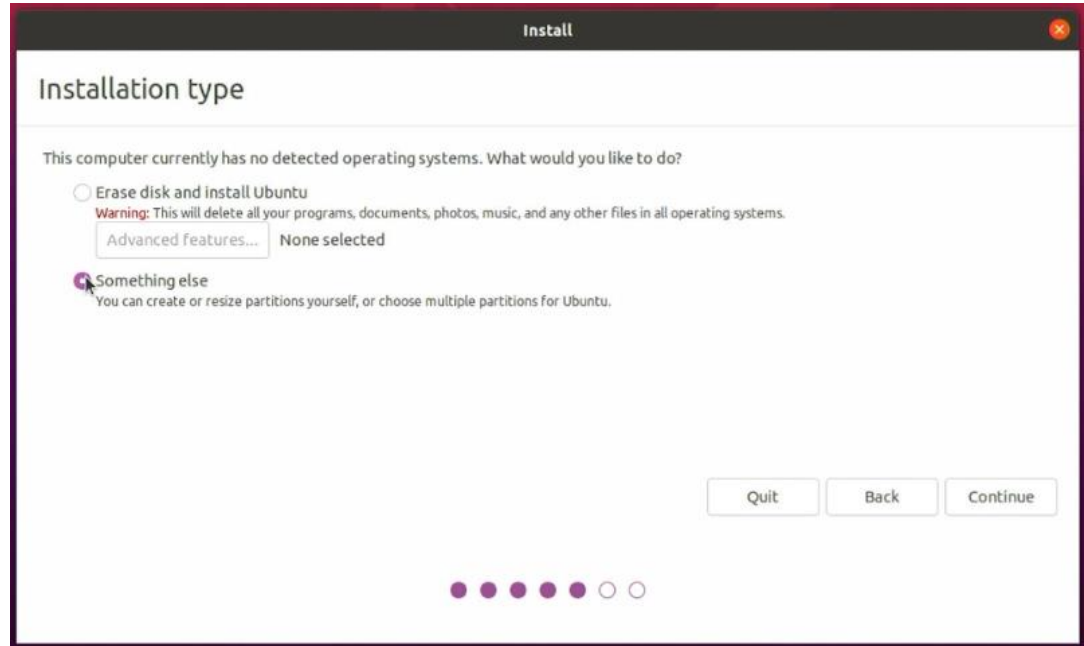 Install
Installation type
This computer currently has no detected operating systems. What would you like to do?
Erase disk and install Ubuntu
Warning: This will delete all your programs, documents, photos, music, and any other files in all operating systems.
Advanced features... None selected
Something else
You can create or resize partitions yourself, or choose multiple partitions for Ubuntu.
Quit Back Continue